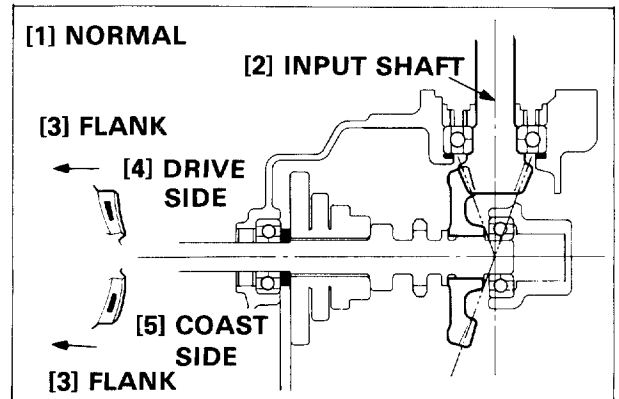 [1] NORMAL
[2] INPUT SHAFT
[3] FLANK
[4] DRIVE
SIDE
[5] COAST
SIDE
[3] FLANK